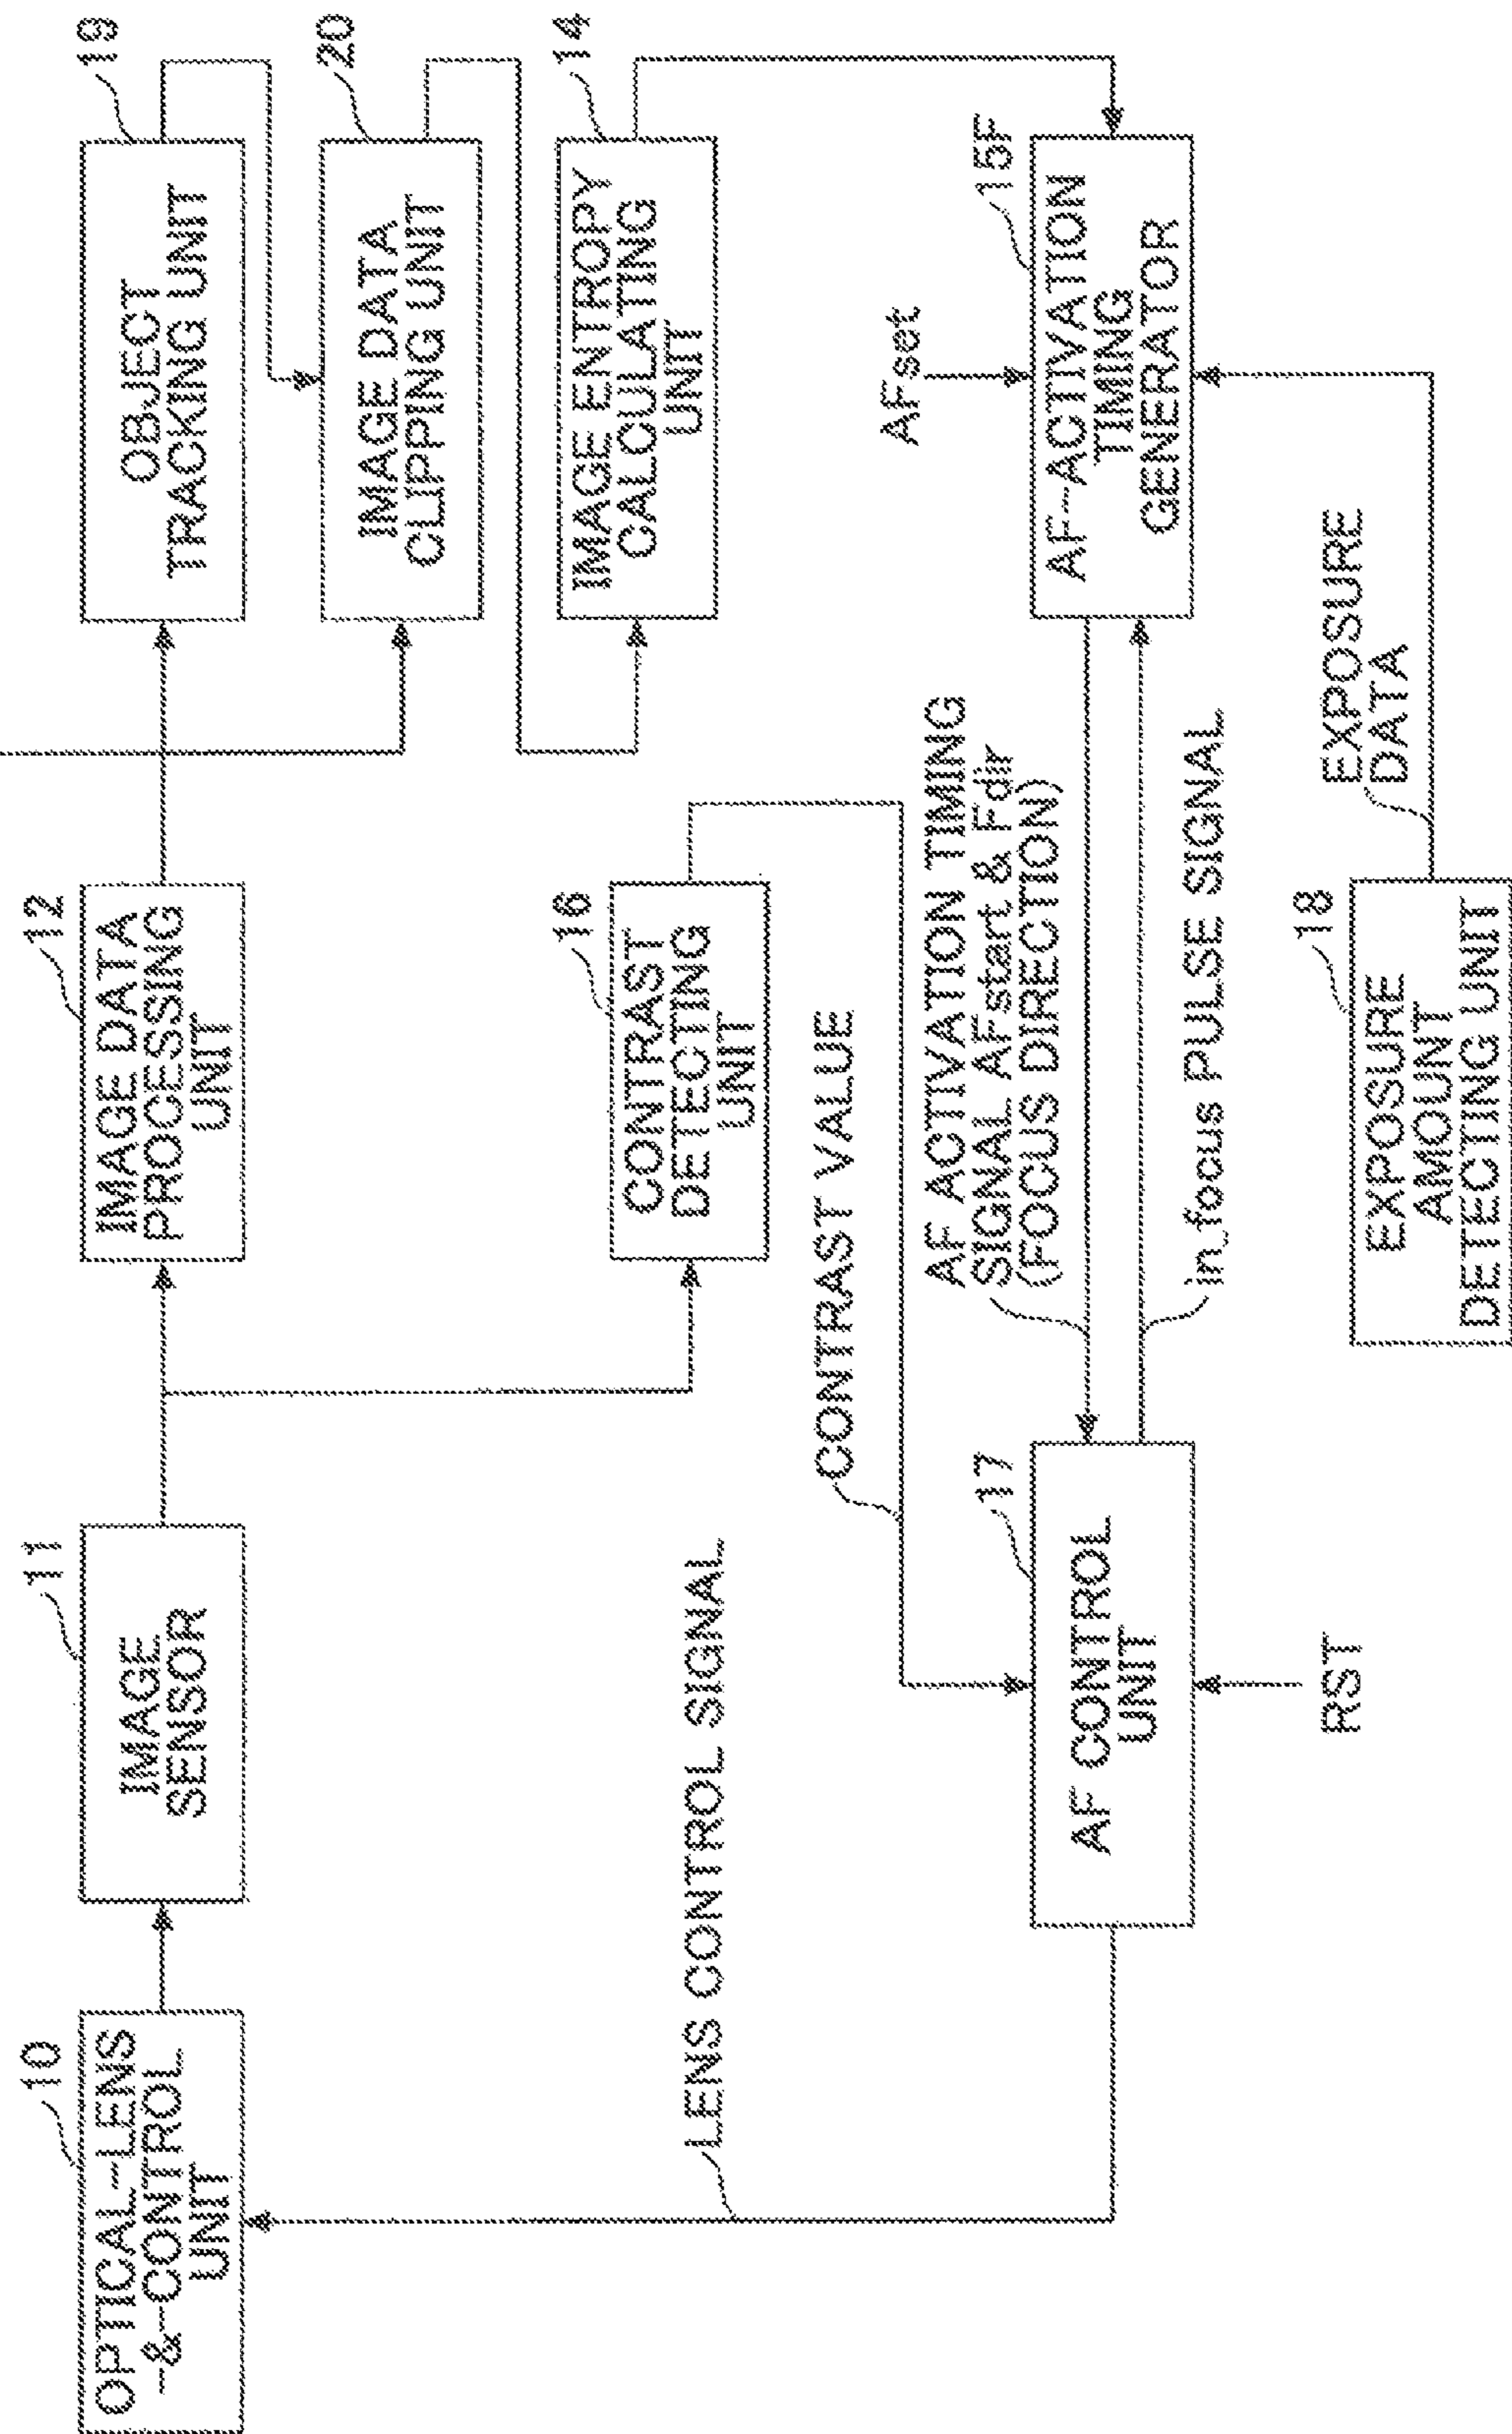 10
OPTICAL-LENS
-&-CONTROL
UNIT
11
IMAGE
SENSOR
12
IMAGE DATA
PROCESSING
UNIT
19
OBJECT
TRACKING UNIT
20
IMAGE DATA
CLIPPING UNIT
14
IMAGE ENTROPY
CALCULATING
UNIT
16
CONTRAST
DETECTING
UNIT
LENS CONTROL SIGNAL
CONTRAST VALUE
AFset
AF ACTIVATION TIMING
SIGNAL AFstart & Fdir
(FOCUS DIRECTION)
17
AF CONTROL
UNIT
15F
AF-ACTIVATION
TIMING
GENERATOR
in_focus PULSE SIGNAL
RST
EXPOSURE
DATA
18
EXPOSURE
AMOUNT
DETECTING UNIT